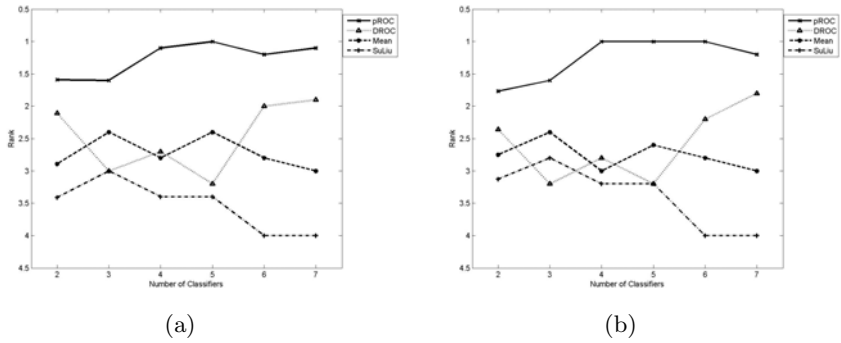 0.5
1
1.5
2
2.5
3
3.5
4
4.5
Rank
2 3 4 5 6 7
Number of Classifiers
pROC
DROC
Mean
SuLiu
(a)
0.5
1
1.5
2
2.5
3
3.5
4
4.5
Rank
2 3 4 5 6 7
Number of Classifiers
pROC
DROC
Mean
SuLiu
(b)